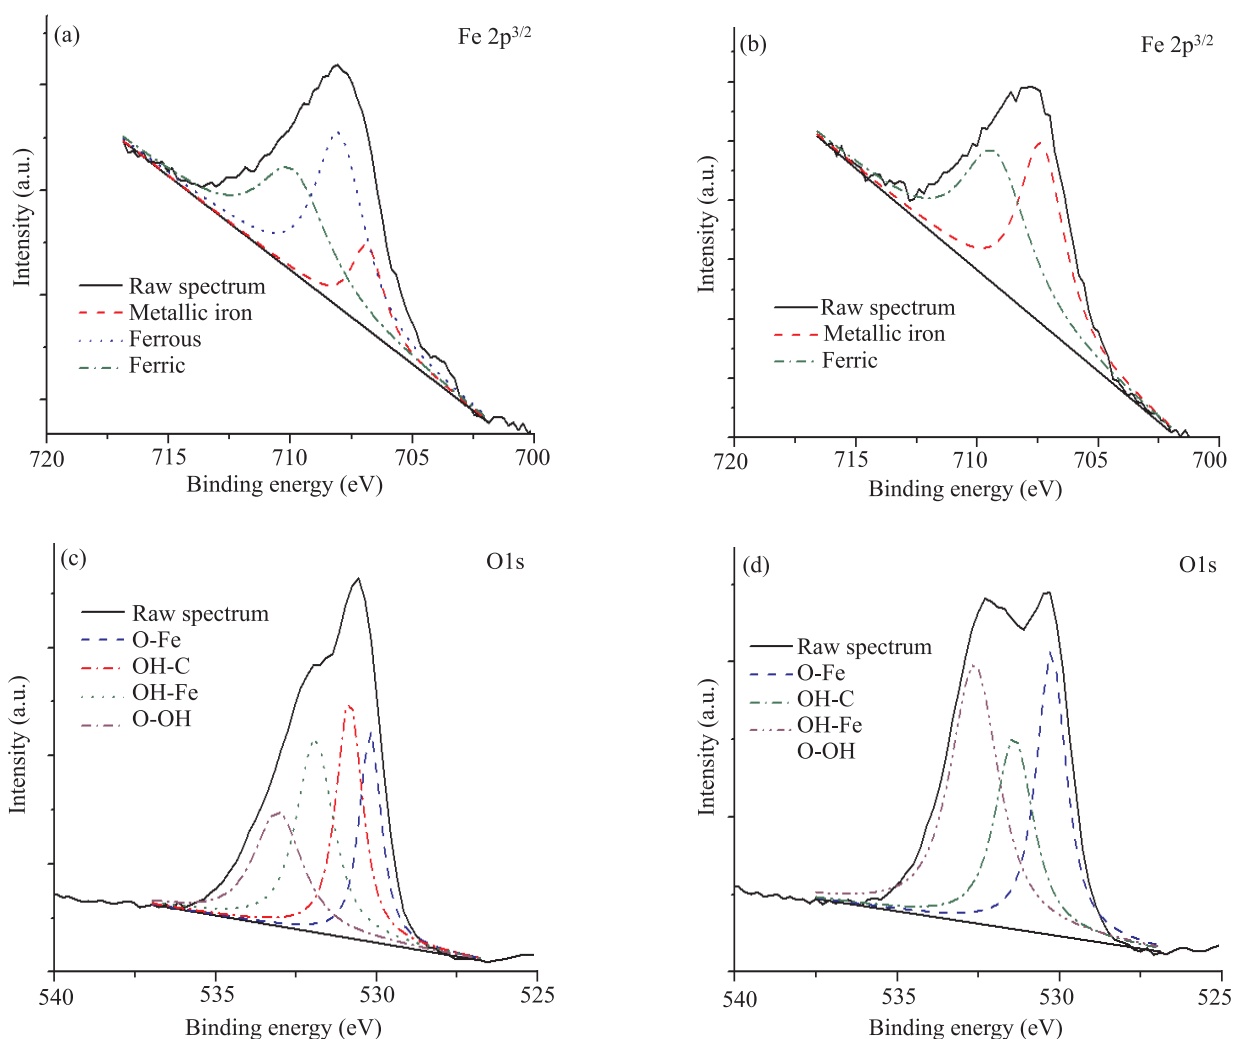 (a)
Fe 2p3/2
Intensity (a.u.)
Raw spectrum
Metallic iron
Ferrous
Ferric
720
715
710
705
700
Binding energy (eV)
(b)
Fe 2p3/2
Intensity (a.u.)
Raw spectrum
Metallic iron
Ferric
720
715
710
705
700
Binding energy (eV)
(c)
O1s
Intensity (a.u.)
Raw spectrum
O-Fe
OH-C
OH-Fe
O-OH
540
535
530
525
Binding energy (eV)
(d)
O1s
Intensity (a.u.)
Raw spectrum
O-Fe
OH-C
OH-Fe
O-OH
540
535
530
525
Binding energy (eV)